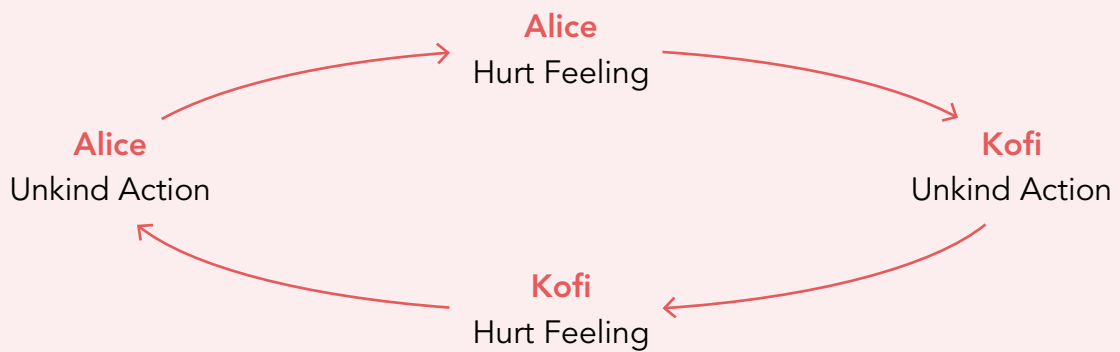 Alice
Hurt Feeling
Alice
Unkind Action
Kofi
Unkind Action
Kofi
Hurt Feeling